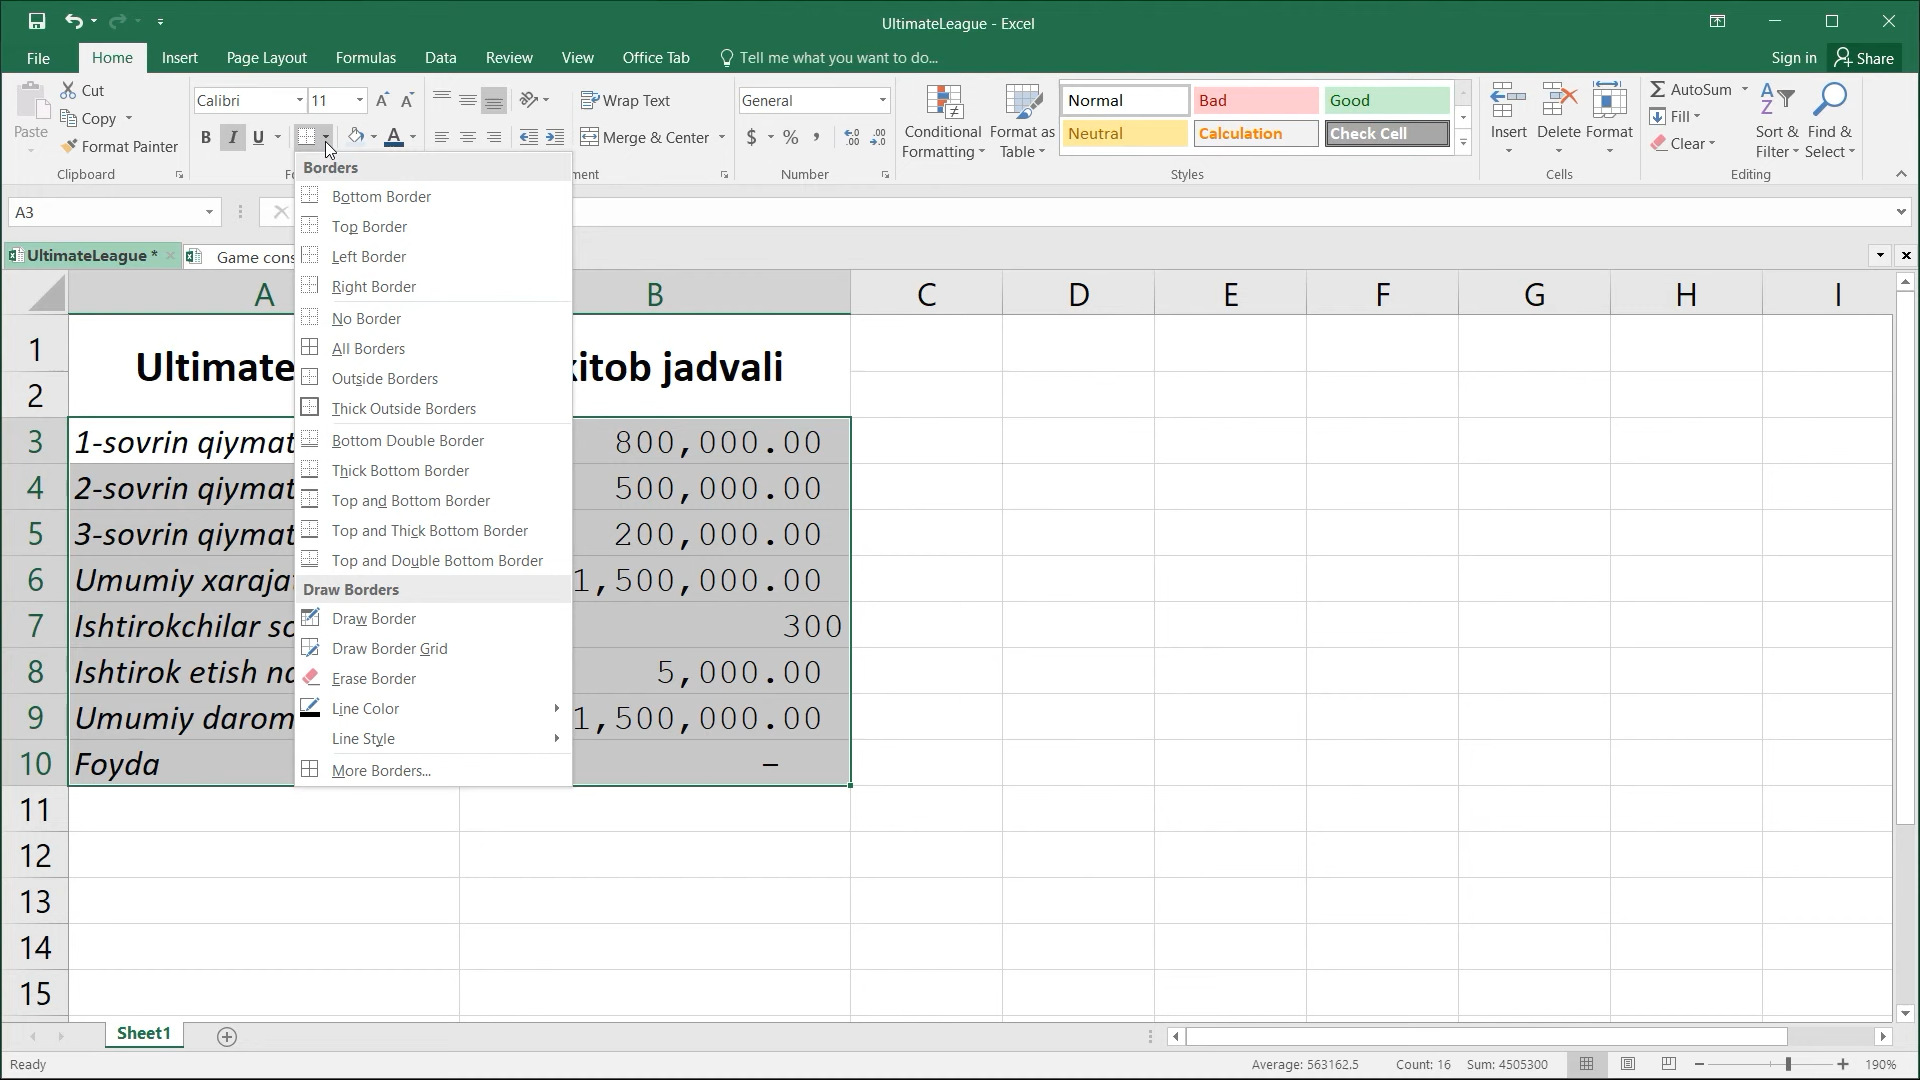 UltimateLeague - Excel
File Home Insert Page Layout Formulas Data Review View Office Tab Tell me what you want to do... Sign in Share
Paste
Cut
Copy
Format Painter
Clipboard
Calibri 11
B I U A
Wrap Text
Merge & Center
ment
General
$ %
Number
Conditional Formatting
Format as Table
Normal Bad Good
Neutral Calculation Check Cell
Styles
Insert Delete Format
Cells
AutoSum
Fill
Clear
Sort & Filter
Find & Select
Editing
A3
UltimateLeague *
Game cons
Borders
Bottom Border
Top Border
Left Border
Right Border
No Border
All Borders
Outside Borders
Thick Outside Borders
Bottom Double Border
Thick Bottom Border
Top and Bottom Border
Top and Thick Bottom Border
Top and Double Bottom Border
Draw Borders
Draw Border
Draw Border Grid
Erase Border
Line Color
Line Style
More Borders...
A B C D E F G H I
1 Ultimate kitob jadvali
2
3 1-sovrin qiymat 800,000.00
4 2-sovrin qiymat 500,000.00
5 3-sovrin qiymat 200,000.00
6 Umumiy xaraja 1,500,000.00
7 Ishtirokchilar so 300
8 Ishtirok etish na 5,000.00
9 Umumiy darom 1,500,000.00
10 Foyda –
11
12
13
14
15
Sheet1
Ready Average: 563162.5 Count: 16 Sum: 4505300 190%